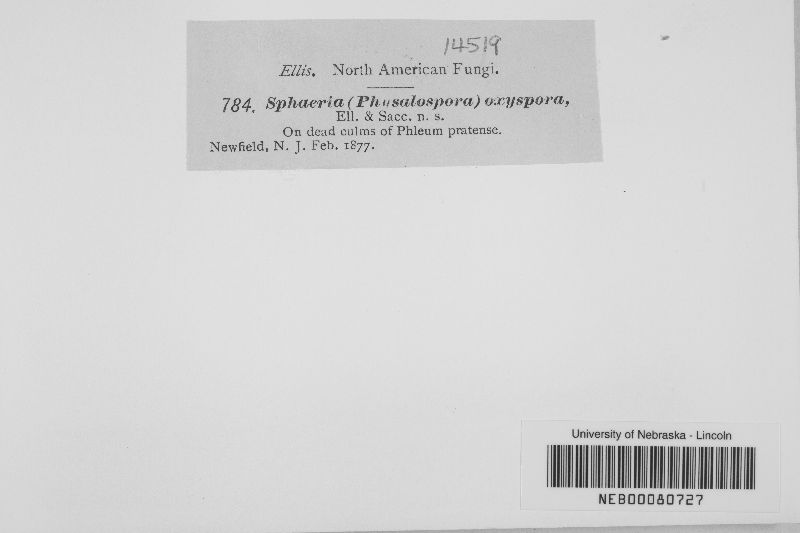 14519
Ellis. North American Fungi.
784. Sphaeria (Physalospora) oxyspora,
Ell. & Sacc. n. s.
On dead culms of Phleum pratense.
Newfield, N. J. Feb. 1877.
University of Nebraska - Lincoln
NEB00080727